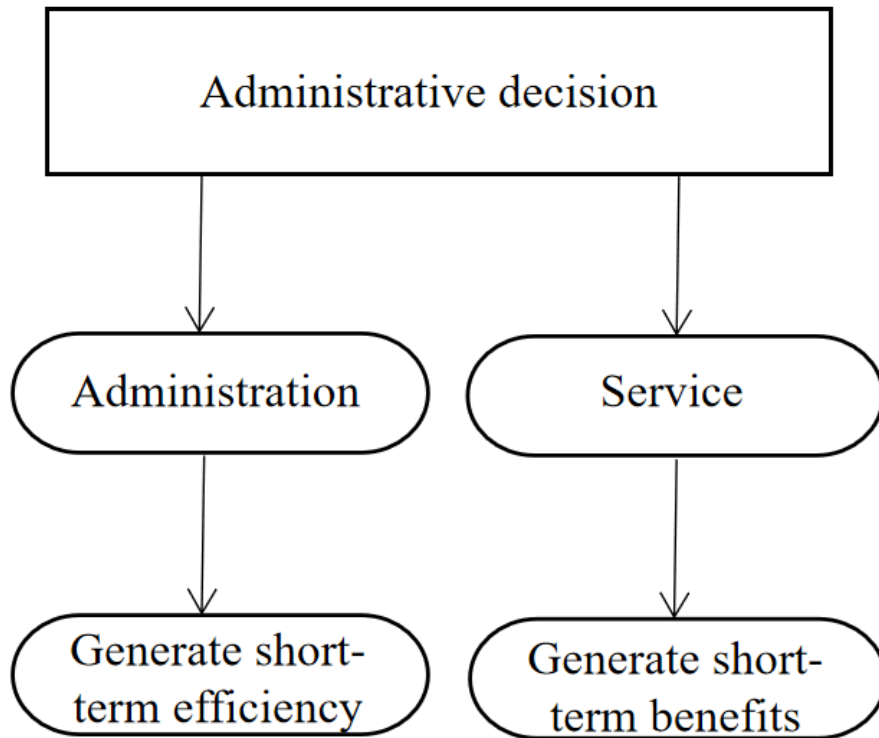 Administrative decision
Administration
Service
Generate short-
term efficiency
Generate short-
term benefits